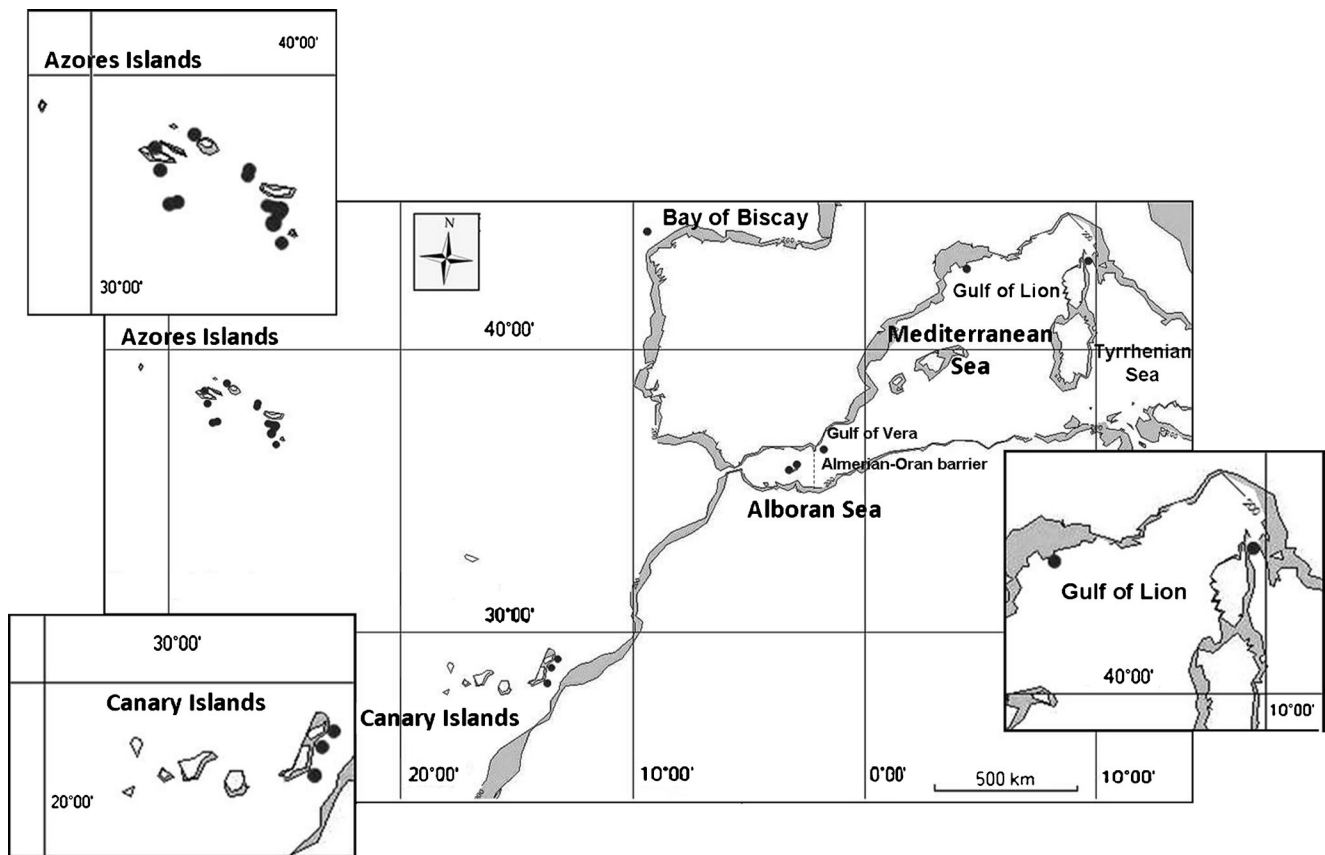 40°00'
Azores Islands
30°00'
N
Bay of Biscay
200
Gulf of Lion
Azores Islands
40°00'
Mediterranean
Sea
Tyrrhenian
Sea
200
Gulf of Vera
Almerian-Oran barrier
Alboran Sea
30°00'
Canary Islands
20°00'
10°00'
0°00'
500 km
10°00'
30°00'
Canary Islands
20°00'
Gulf of Lion
40°00'
10°00'